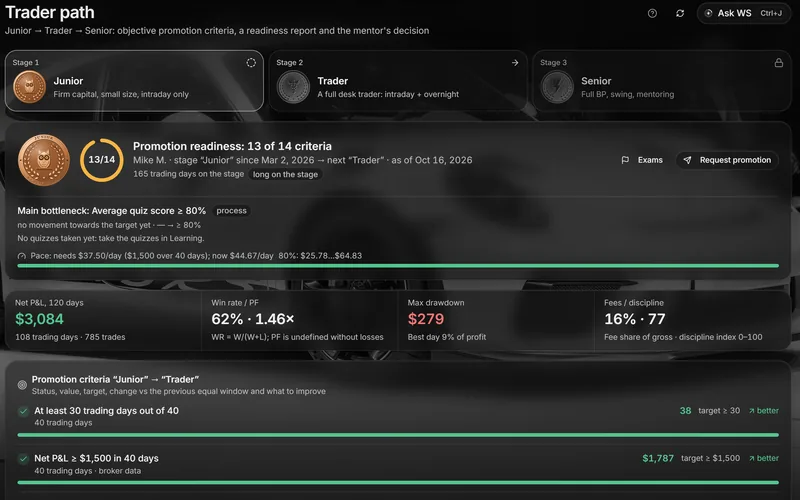 Trader path
Junior → Trader → Senior: objective promotion criteria, a readiness report and the mentor's decision
Ask WS Ctrl+J
Stage 1
Junior
Firm capital, small size, intraday only
Stage 2
Trader
A full desk trader: intraday + overnight
Stage 3
Senior
Full BP, swing, mentoring
13/14
Promotion readiness: 13 of 14 criteria
Mike M. · stage “Junior” since Mar 2, 2026 → next “Trader” · as of Oct 16, 2026
165 trading days on the stage long on the stage
Exams
Request promotion
Main bottleneck: Average quiz score ≥ 80% process
no movement towards the target yet · — → ≥ 80%
No quizzes taken yet: take the quizzes in Learning.
Pace: needs $37.50/day ($1,500 over 40 days); now $44.67/day 80%: $25.78...$64.83
Net P&L, 120 days
$3,084
108 trading days · 785 trades
Win rate / PF
62% · 1.46×
WR = W/(W+L); PF is undefined without losses
Max drawdown
$279
Best day 9% of profit
Fees / discipline
16% · 77
Fee share of gross · discipline index 0–100
Promotion criteria “Junior” → “Trader”
Status, value, target, change vs the previous equal window and what to improve
At least 30 trading days out of 40
38 target ≥ 30 ↗ better
40 trading days
Net P&L ≥ $1,500 in 40 days
$1,787 target ≥ $1,500 ↗ better
40 trading days · broker data